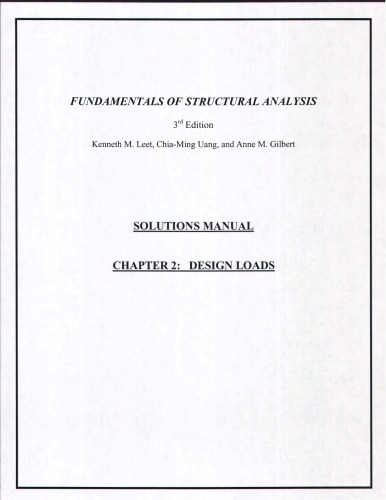 FUNDAMENTALS OF STRUCTURAL ANALYSIS
3rd Edition
Kenneth M. Leet, Chia-Ming Uang, and Anne M. Gilbert
SOLUTIONS MANUAL
CHAPTER 2: DESIGN LOADS